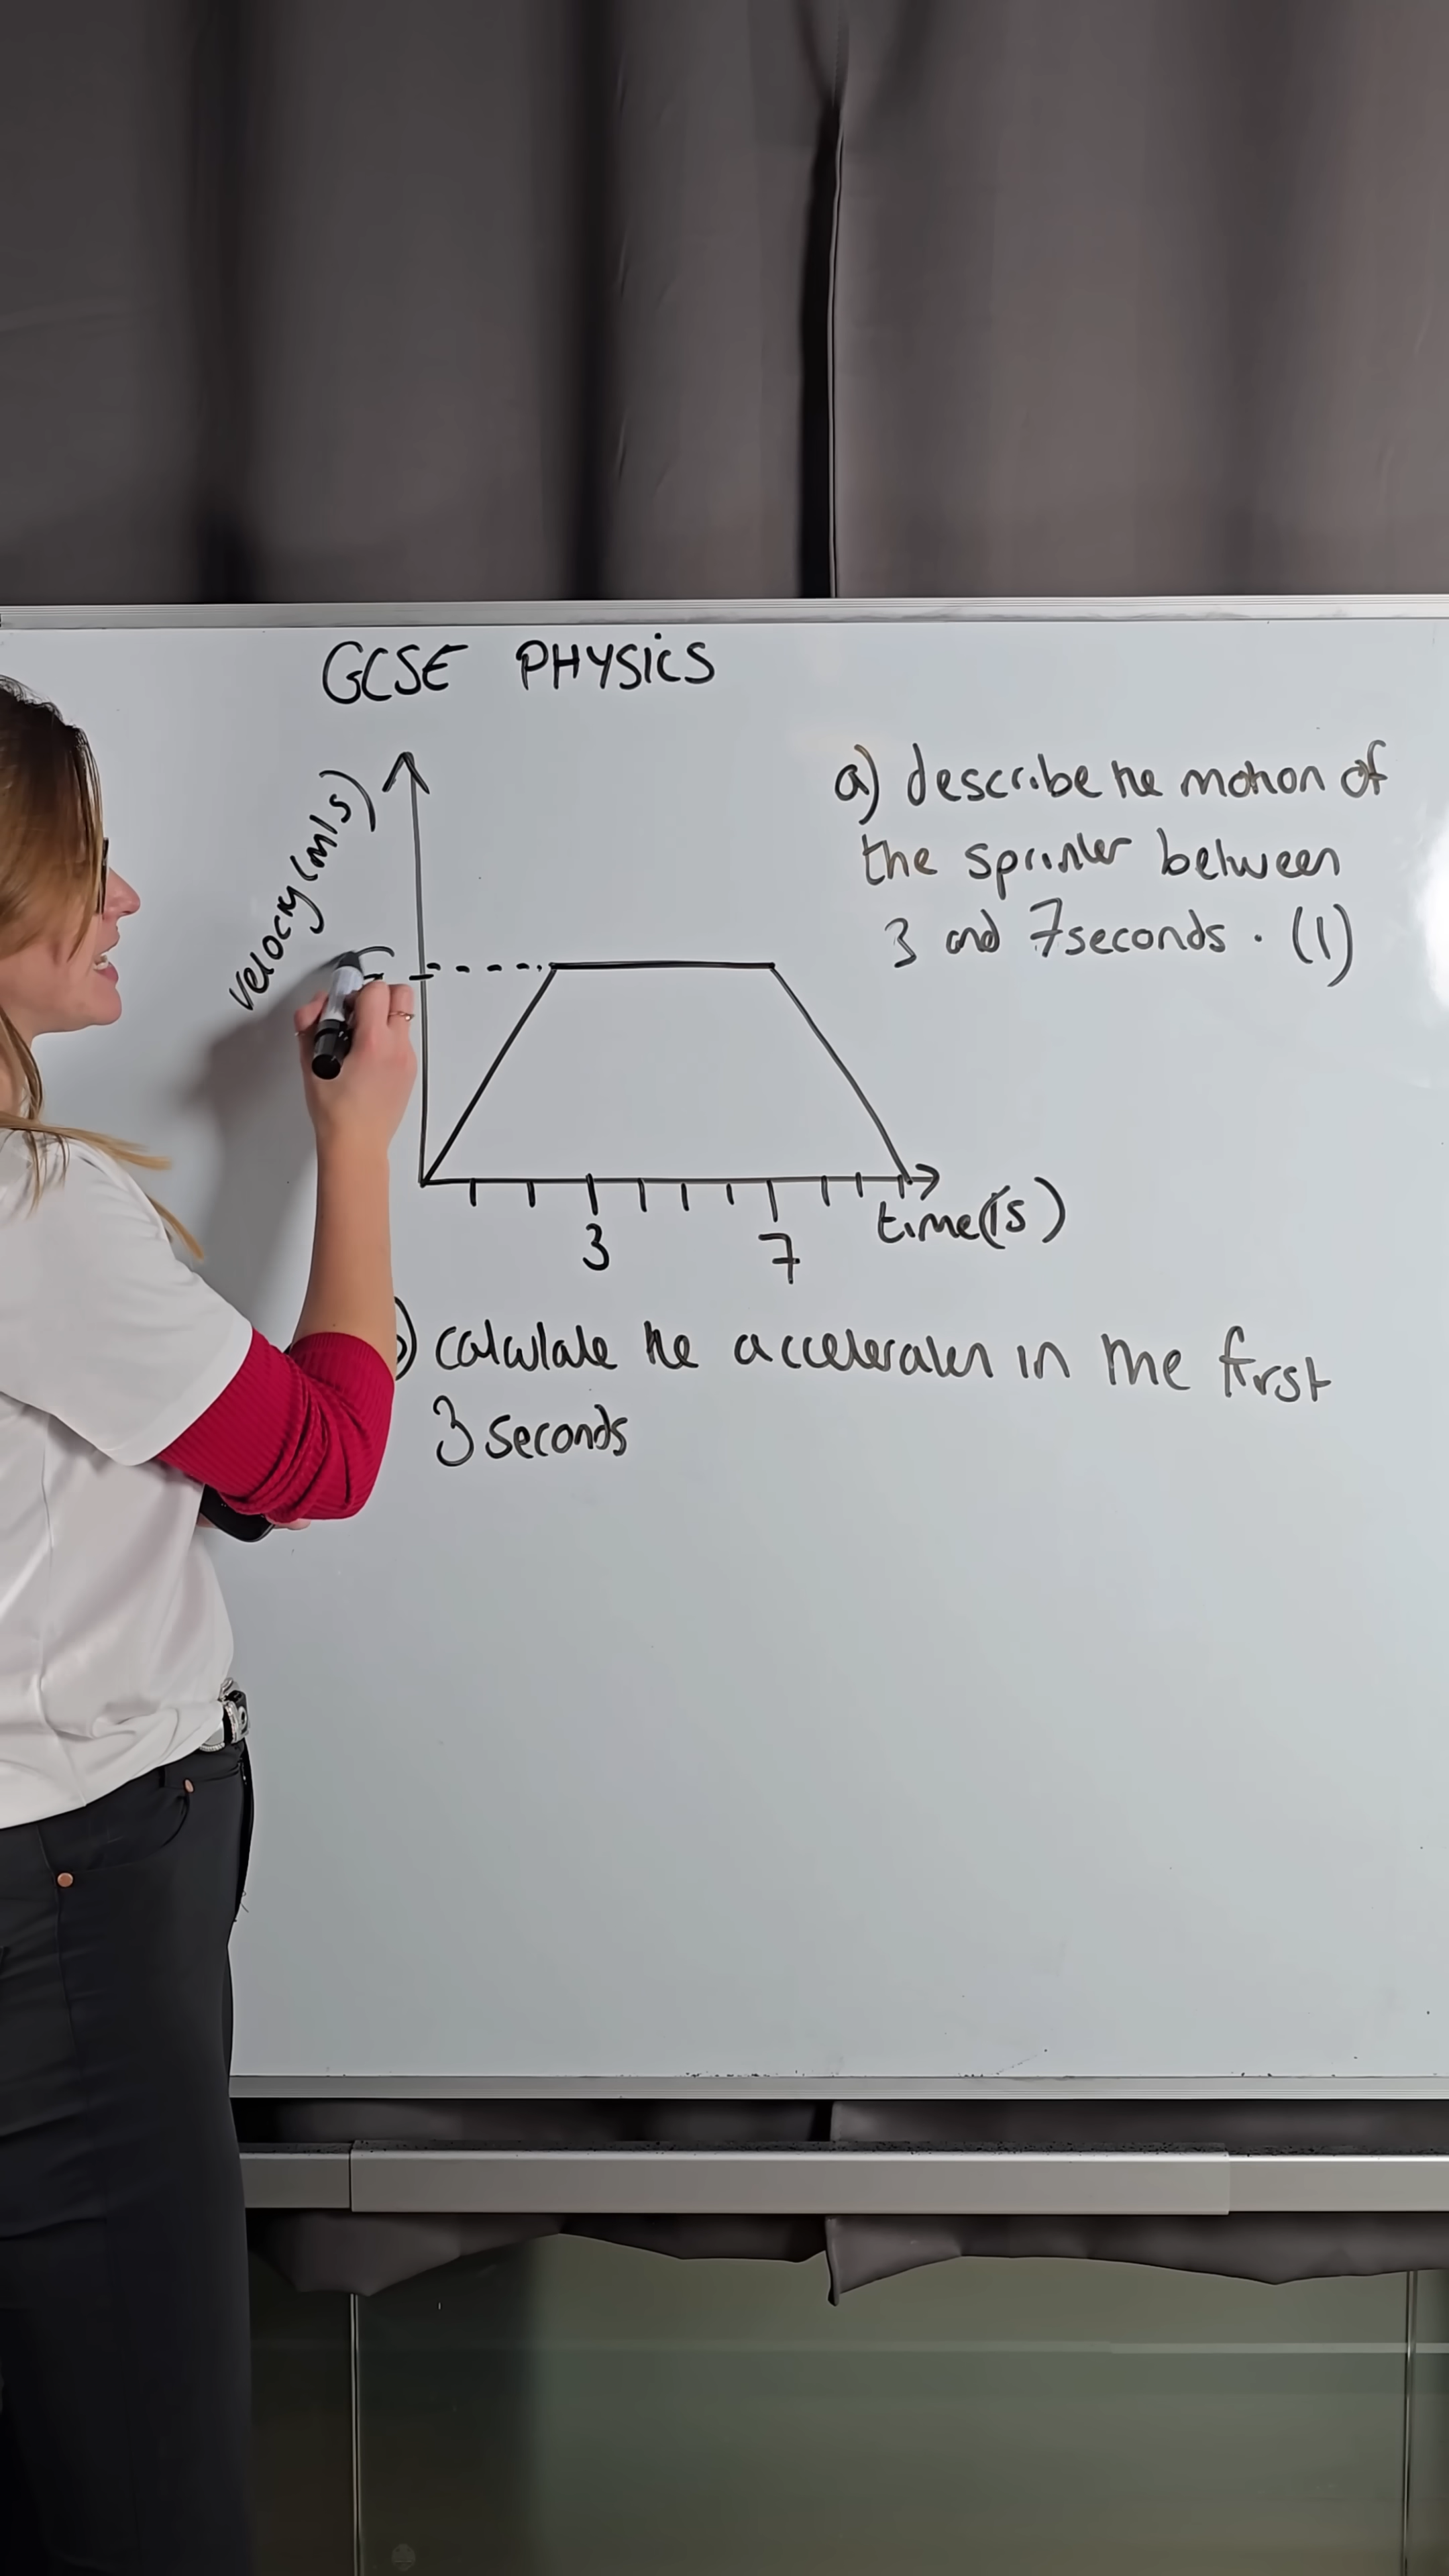 GCSE PHYSICS
velocity (m/s)
a) describe the motion of
the sprinter between
3 and 7 seconds. (1)
3
7
time (s)
) calculate the acceleration in the first
3 seconds